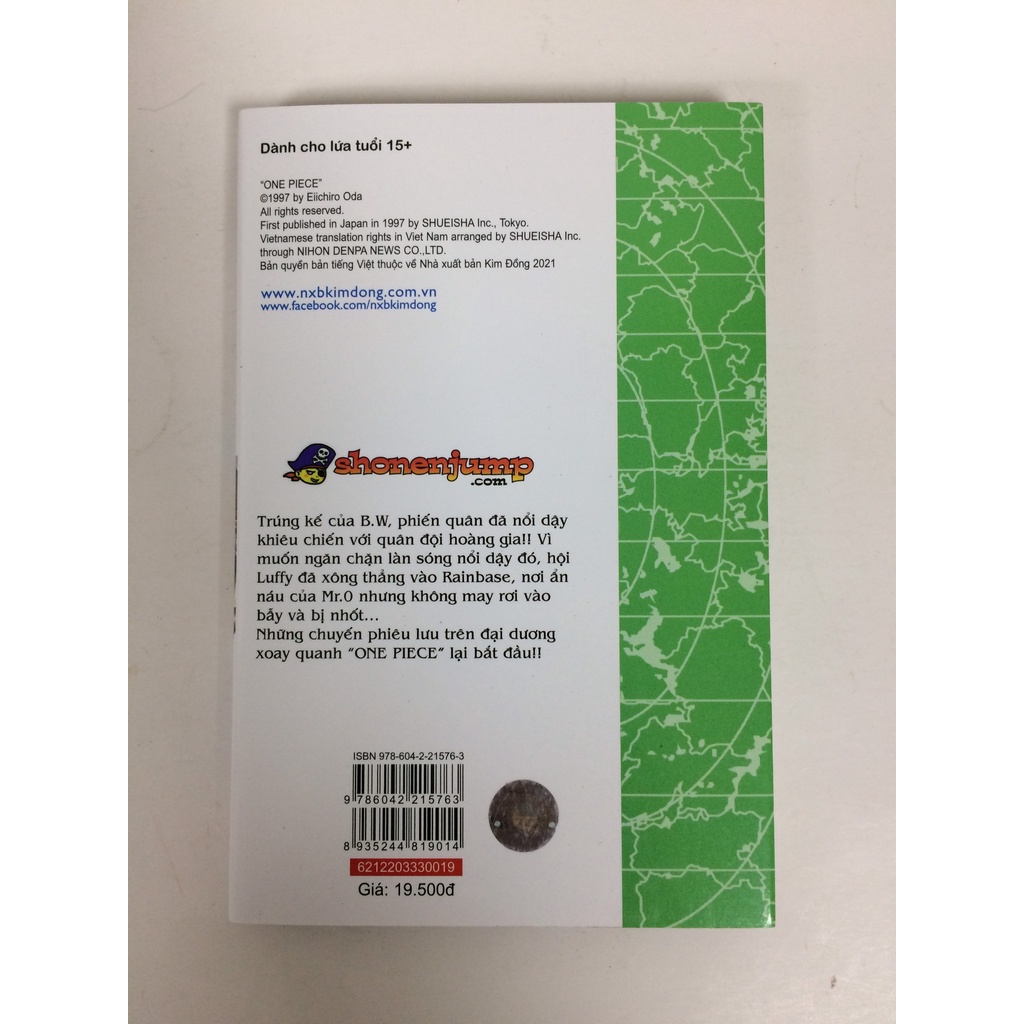 Dành cho lứa tuổi 15+
“ONE PIECE”
©1997 by Eiichiro Oda
All rights reserved.
First published in Japan in 1997 by SHUEISHA Inc., Tokyo.
Vietnamese translation rights in Viet Nam arranged by SHUEISHA Inc.
through NIHON DENPA NEWS CO.,LTD.
Bản quyền bản tiếng Việt thuộc về Nhà xuất bản Kim Đồng 2021
www.nxbkimdong.com.vn
www.facebook.com/nxbkimdong
shonenjump
.com
Trúng kế của B.W, phiến quân đã nổi dậy
khiêu chiến với quân đội hoàng gia!! Vì
muốn ngăn chặn làn sóng nổi dậy đó, hội
Luffy đã xông thẳng vào Rainbase, nơi ẩn
náu của Mr.0 nhưng không may rơi vào
bẫy và bị nhốt...
Những chuyến phiêu lưu trên đại dương
xoay quanh “ONE PIECE” lại bắt đầu!!
ISBN 978-604-2-21576-3
9 786042 215763
8 935244 819014
6212203330019
Giá: 19.500đ